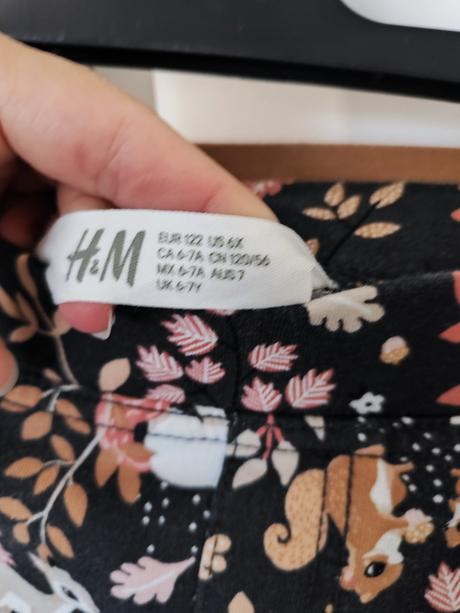 H&M
EUR 122 US 6X
CA 6-7A CN 120/56
MX 6-7A AUS 7
UK 6-7Y